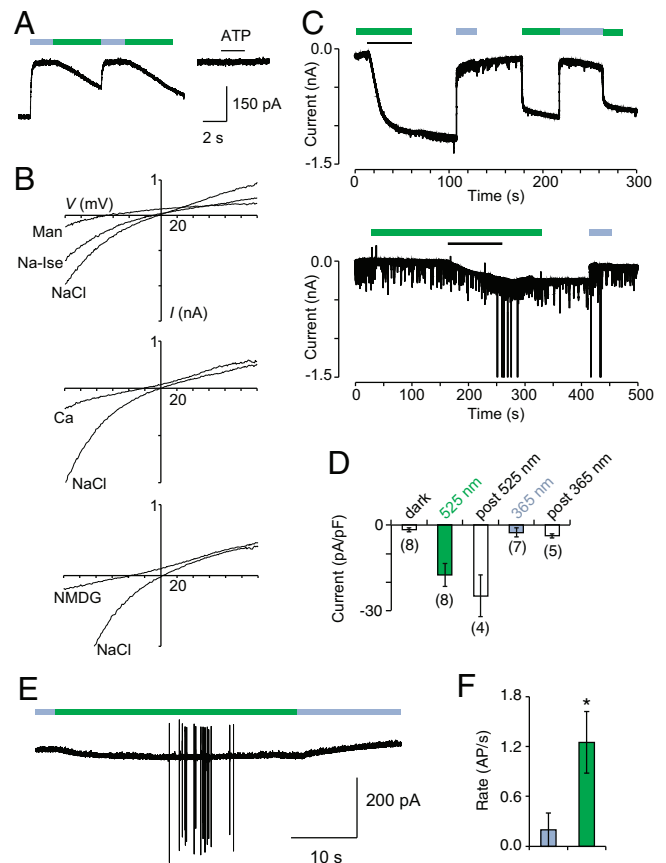 A
ATP
150 pA
2 s
B
1
V (mV)
20
Man
Na-Ise
NaCl
I (nA)
1
20
Ca
NaCl
1
20
NMDG
NaCl
C
0.0
Current (nA)
-1.5
0 100 200 300
Time (s)
0.0
Current (nA)
-1.5
0 100 200 300 400 500
Time (s)
D
dark
525 nm
post 525 nm
365 nm
post 365 nm
0
Current (pA/pF)
-30
(8)
(8)
(4)
(7)
(5)
E
200 pA
10 s
F
1.8
1.2
0.6
0.0
Rate (AP/s)
*